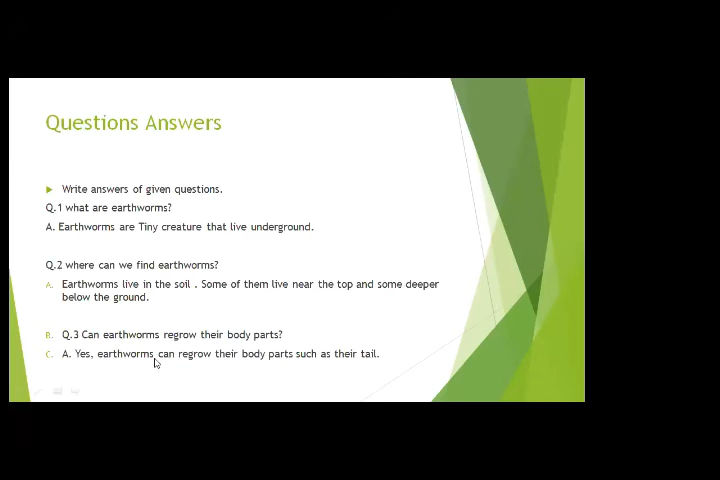 Questions Answers
Write answers of given questions.
Q.1 what are earthworms?
A. Earthworms are Tiny creature that live underground.
Q.2 where can we find earthworms?
A. Earthworms live in the soil . Some of them live near the top and some deeper
below the ground.
B. Q.3 Can earthworms regrow their body parts?
C. A. Yes, earthworms can regrow their body parts such as their tail.